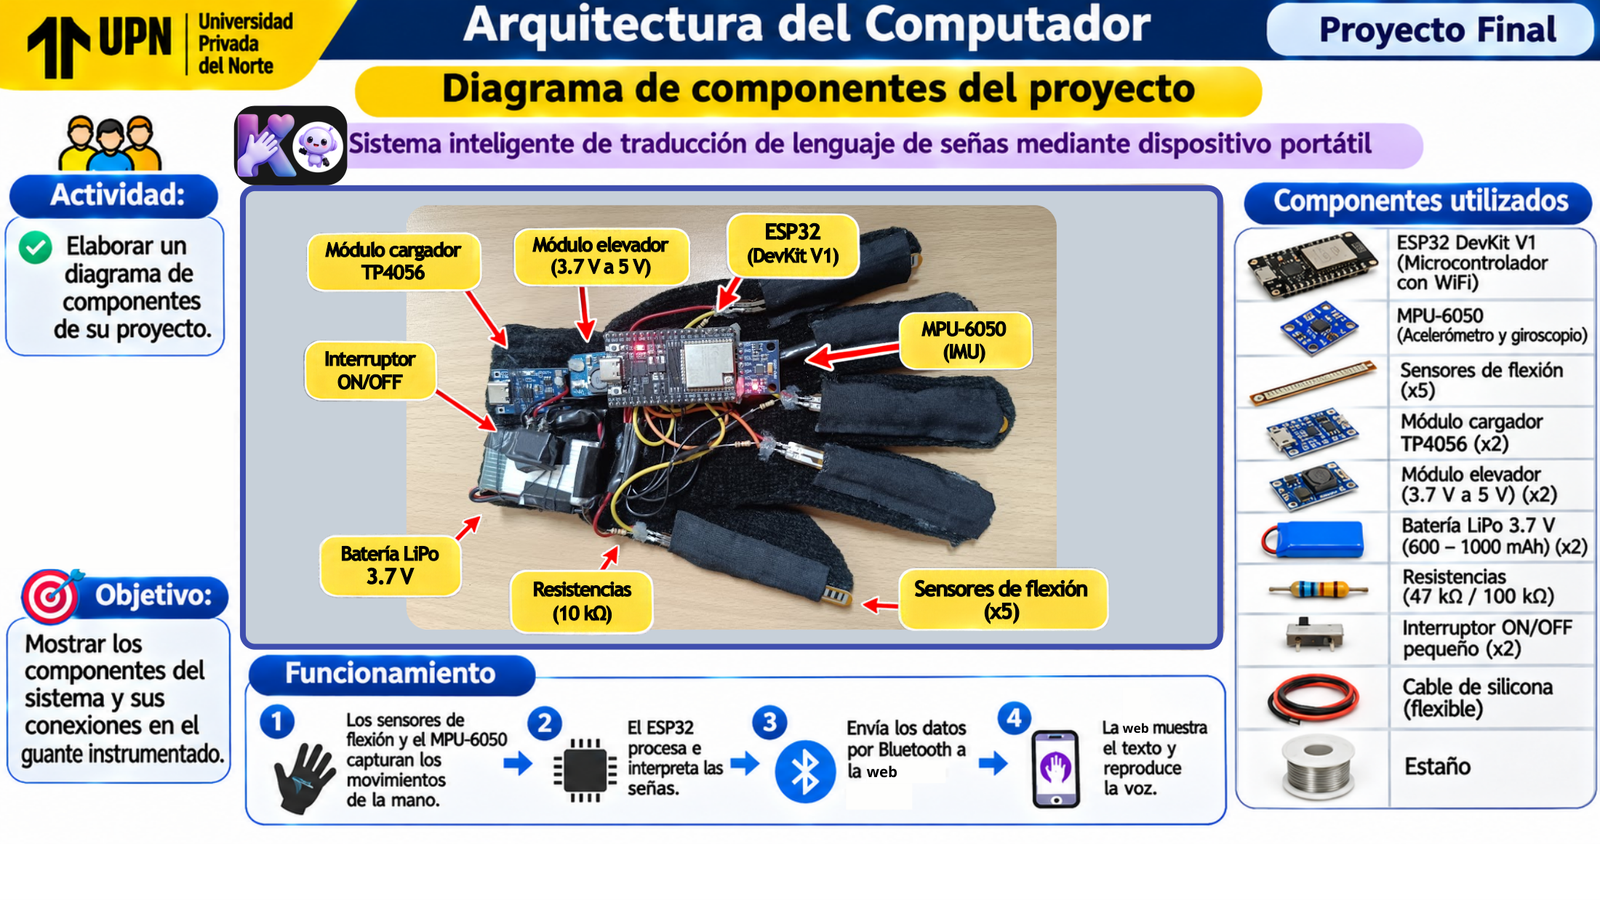 UPN
Universidad
Privada
del Norte
Arquitectura del Computador
Proyecto Final
Diagrama de componentes del proyecto
K
Sistema inteligente de traducción de lenguaje de señas mediante dispositivo portátil
Actividad:
Elaborar un
diagrama de
componentes
de su proyecto.
Objetivo:
Mostrar los
componentes del
sistema y sus
conexiones en el
guante instrumentado.
Módulo cargador
TP4056
Módulo elevador
(3.7 V a 5 V)
ESP32
(DevKit V1)
MPU-6050
(IMU)
Interruptor
ON/OFF
Batería LiPo
3.7 V
Resistencias
(10 kΩ)
Sensores de flexión
(x5)
Componentes utilizados
ESP32 DevKit V1
(Microcontrolador
con WiFi)
MPU-6050
(Acelerómetro y giroscopio)
Sensores de flexión
(x5)
Módulo cargador
TP4056 (x2)
Módulo elevador
(3.7 V a 5 V) (x2)
Batería LiPo 3.7 V
(600 – 1000 mAh) (x2)
Resistencias
(47 kΩ / 100 kΩ)
Interruptor ON/OFF
pequeño (x2)
Cable de silicona
(flexible)
Estaño
Funcionamiento
1
Los sensores de
flexión y el MPU-6050
capturan los
movimientos
de la mano.
2
El ESP32
procesa e
interpreta las
señas.
3
Envía los datos
por Bluetooth a
la web
4
La web muestra
el texto y
reproduce
la voz.